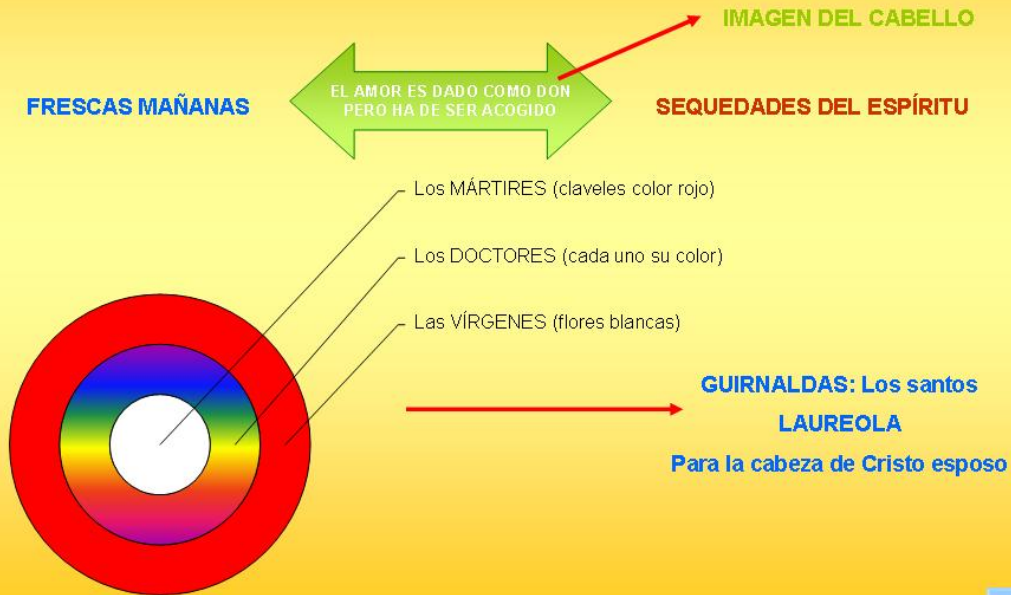 IMAGEN DEL CABELLO
FRESCAS MAÑANAS
EL AMOR ES DADO COMO DON
PERO HA DE SER ACOGIDO
SEQUEDADES DEL ESPÍRITU
Los MÁRTIRES (claveles color rojo)
Los DOCTORES (cada uno su color)
Las VÍRGENES (flores blancas)
GUIRNALDAS: Los santos
LAUREOLA
Para la cabeza de Cristo esposo